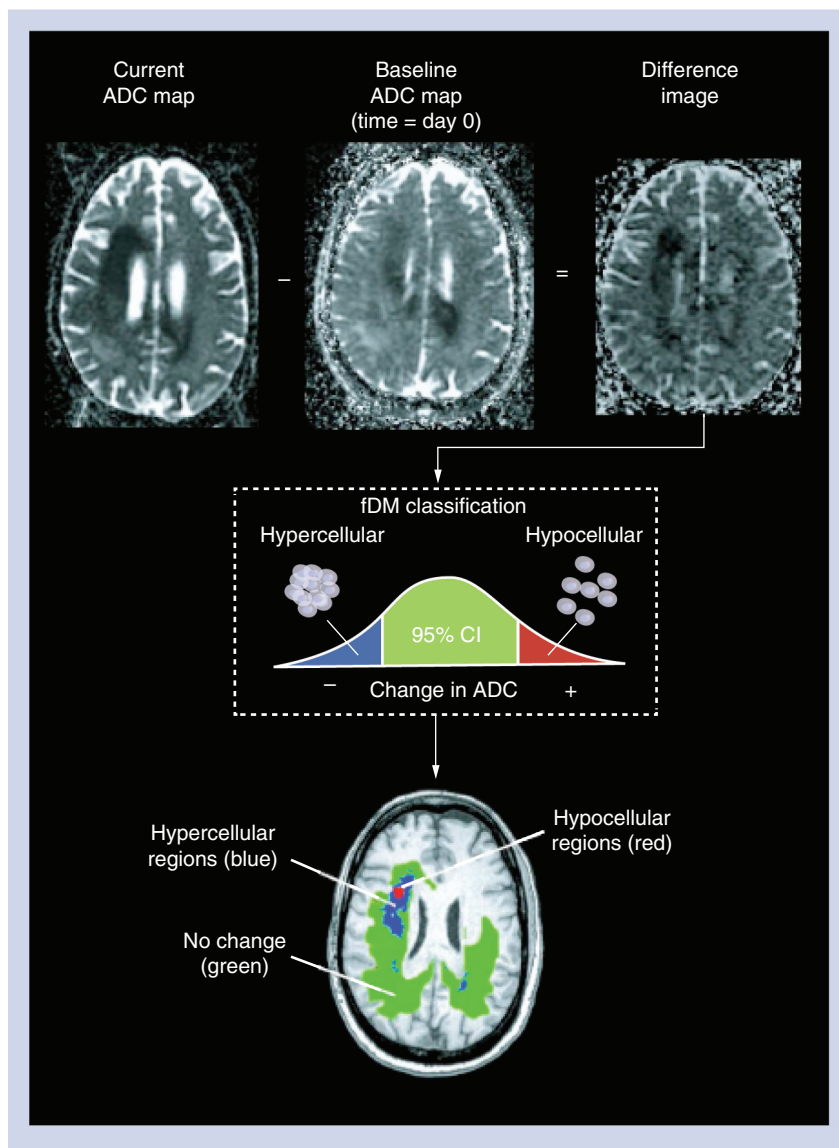 Current
ADC map
Baseline
ADC map
(time = day 0)
Difference
image
–
=
fDM classification
Hypercellular
Hypocellular
95% CI
–
Change in ADC
+
Hypercellular
regions (blue)
Hypocellular
regions (red)
No change
(green)